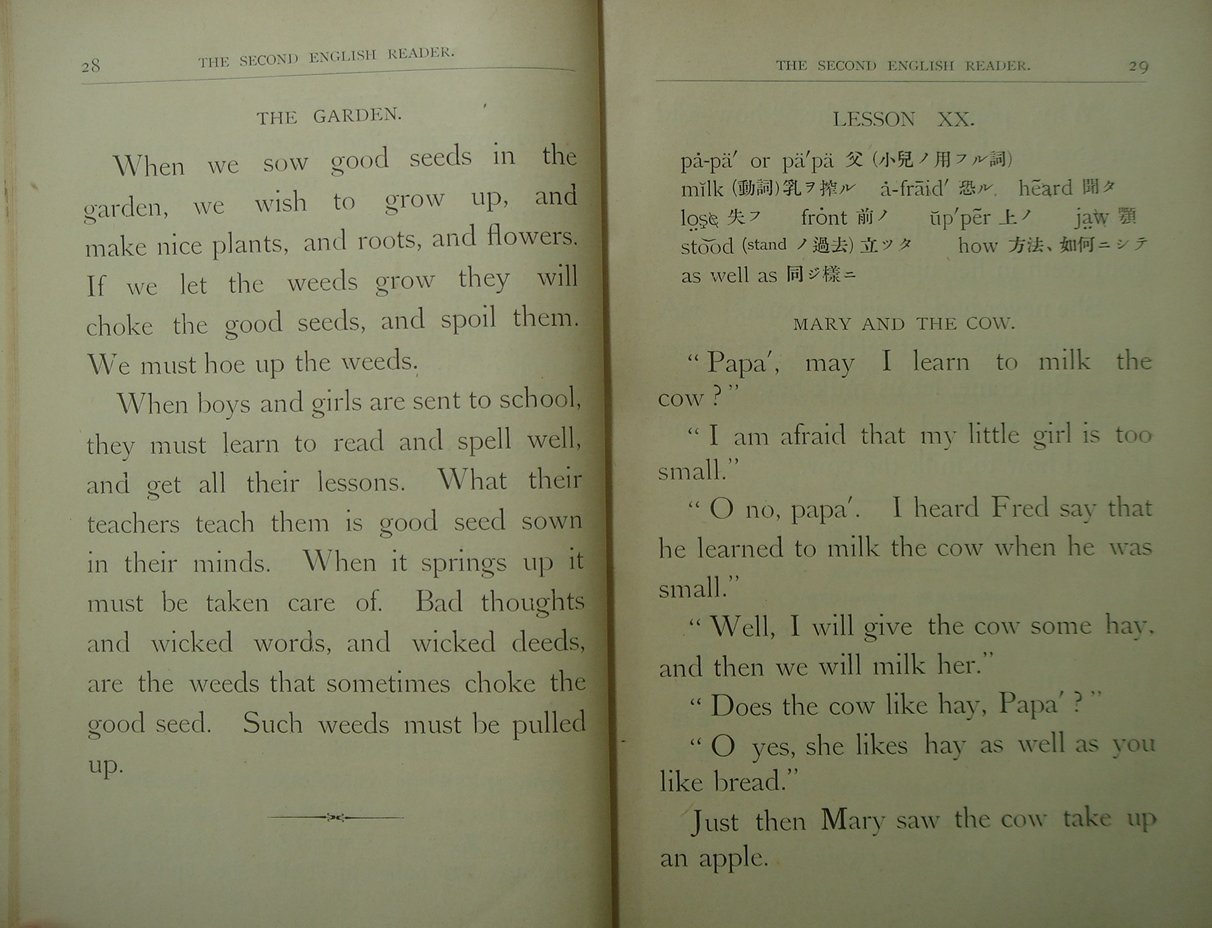 28
THE SECOND ENGLISH READER.
THE GARDEN.
When we sow good seeds in the
garden, we wish to grow up, and
make nice plants, and roots, and flowers.
If we let the weeds grow they will
choke the good seeds, and spoil them.
We must hoe up the weeds.
When boys and girls are sent to school,
they must learn to read and spell well,
and get all their lessons. What their
teachers teach them is good seed sown
in their minds. When it springs up it
must be taken care of. Bad thoughts
and wicked words, and wicked deeds,
are the weeds that sometimes choke the
good seed. Such weeds must be pulled
up.
THE SECOND ENGLISH READER.
29
LESSON XX.
pȧ-pä′ or pä′pä 父 (小兒ノ用フル詞)
mĭlk (動詞)乳ヲ搾ル ȧ-frāid′ 恐ル. hẽard 聞タ
lo̤ṣe̸ 失フ frȯnt 前ノ ŭp′pẽr 上ノ ja̤w 顎
sto͝od (stand ノ過去) 立ツタ how 方法、如何ニシテ
as well as 同ジ樣ニ
MARY AND THE COW.
“ Papa′, may I learn to milk the
cow ? ”
“ I am afraid that my little girl is too
small.”
“ O no, papa′. I heard Fred say that
he learned to milk the cow when he was
small.”
“ Well, I will give the cow some hay,
and then we will milk her.”
“ Does the cow like hay, Papa′ ? ”
“ O yes, she likes hay as well as you
like bread.”
Just then Mary saw the cow take up
an apple.